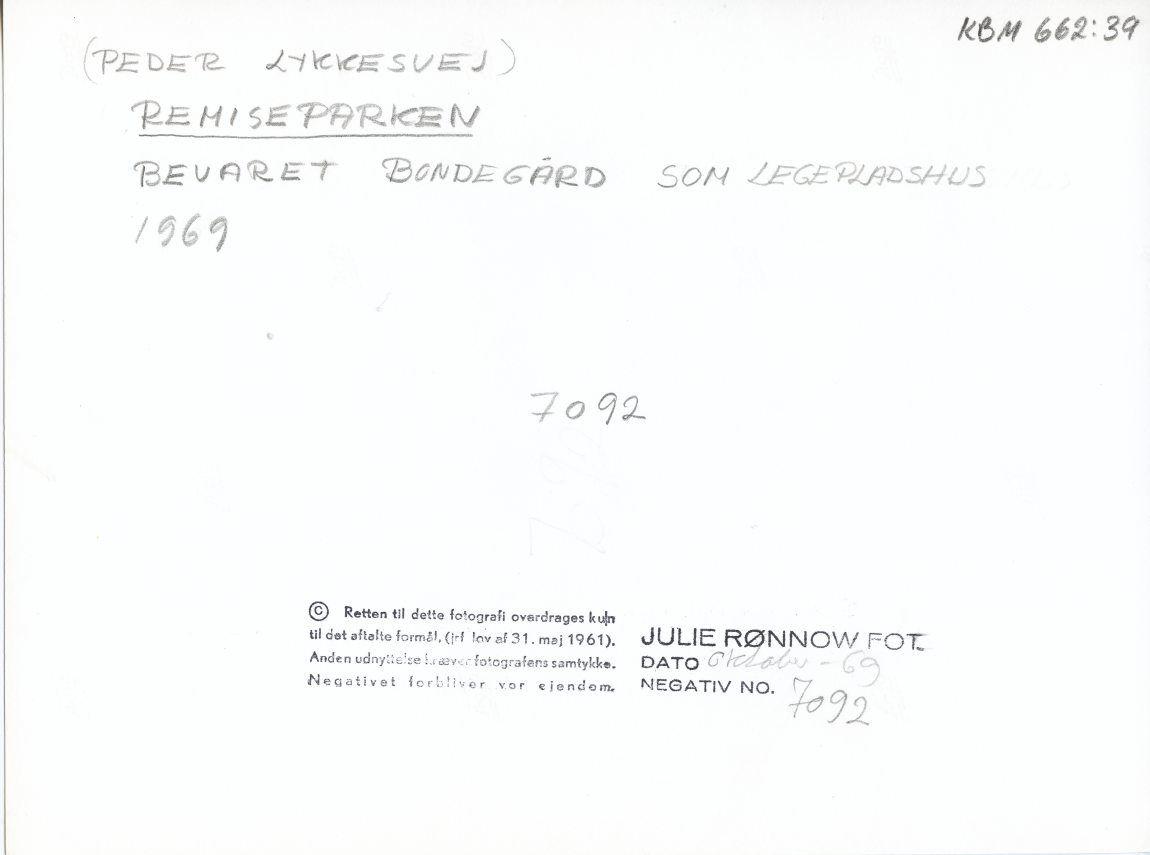 KBM 662:39
(PEDER LYKKESVEJ)
REMISEPARKEN
BEVARET BONDEGÅRD SOM LEGEPLADSHUS
1969
7092
© Retten til dette fotografi overdrages kun
til det aftalte formål. (jrf lov af 31. maj 1961).
Anden udnyttelse kræver fotografens samtykke.
Negativet forbliver vor ejendom.
JULIE RØNNOW FOT.
DATO Oktober - 69
NEGATIV NO. 7092